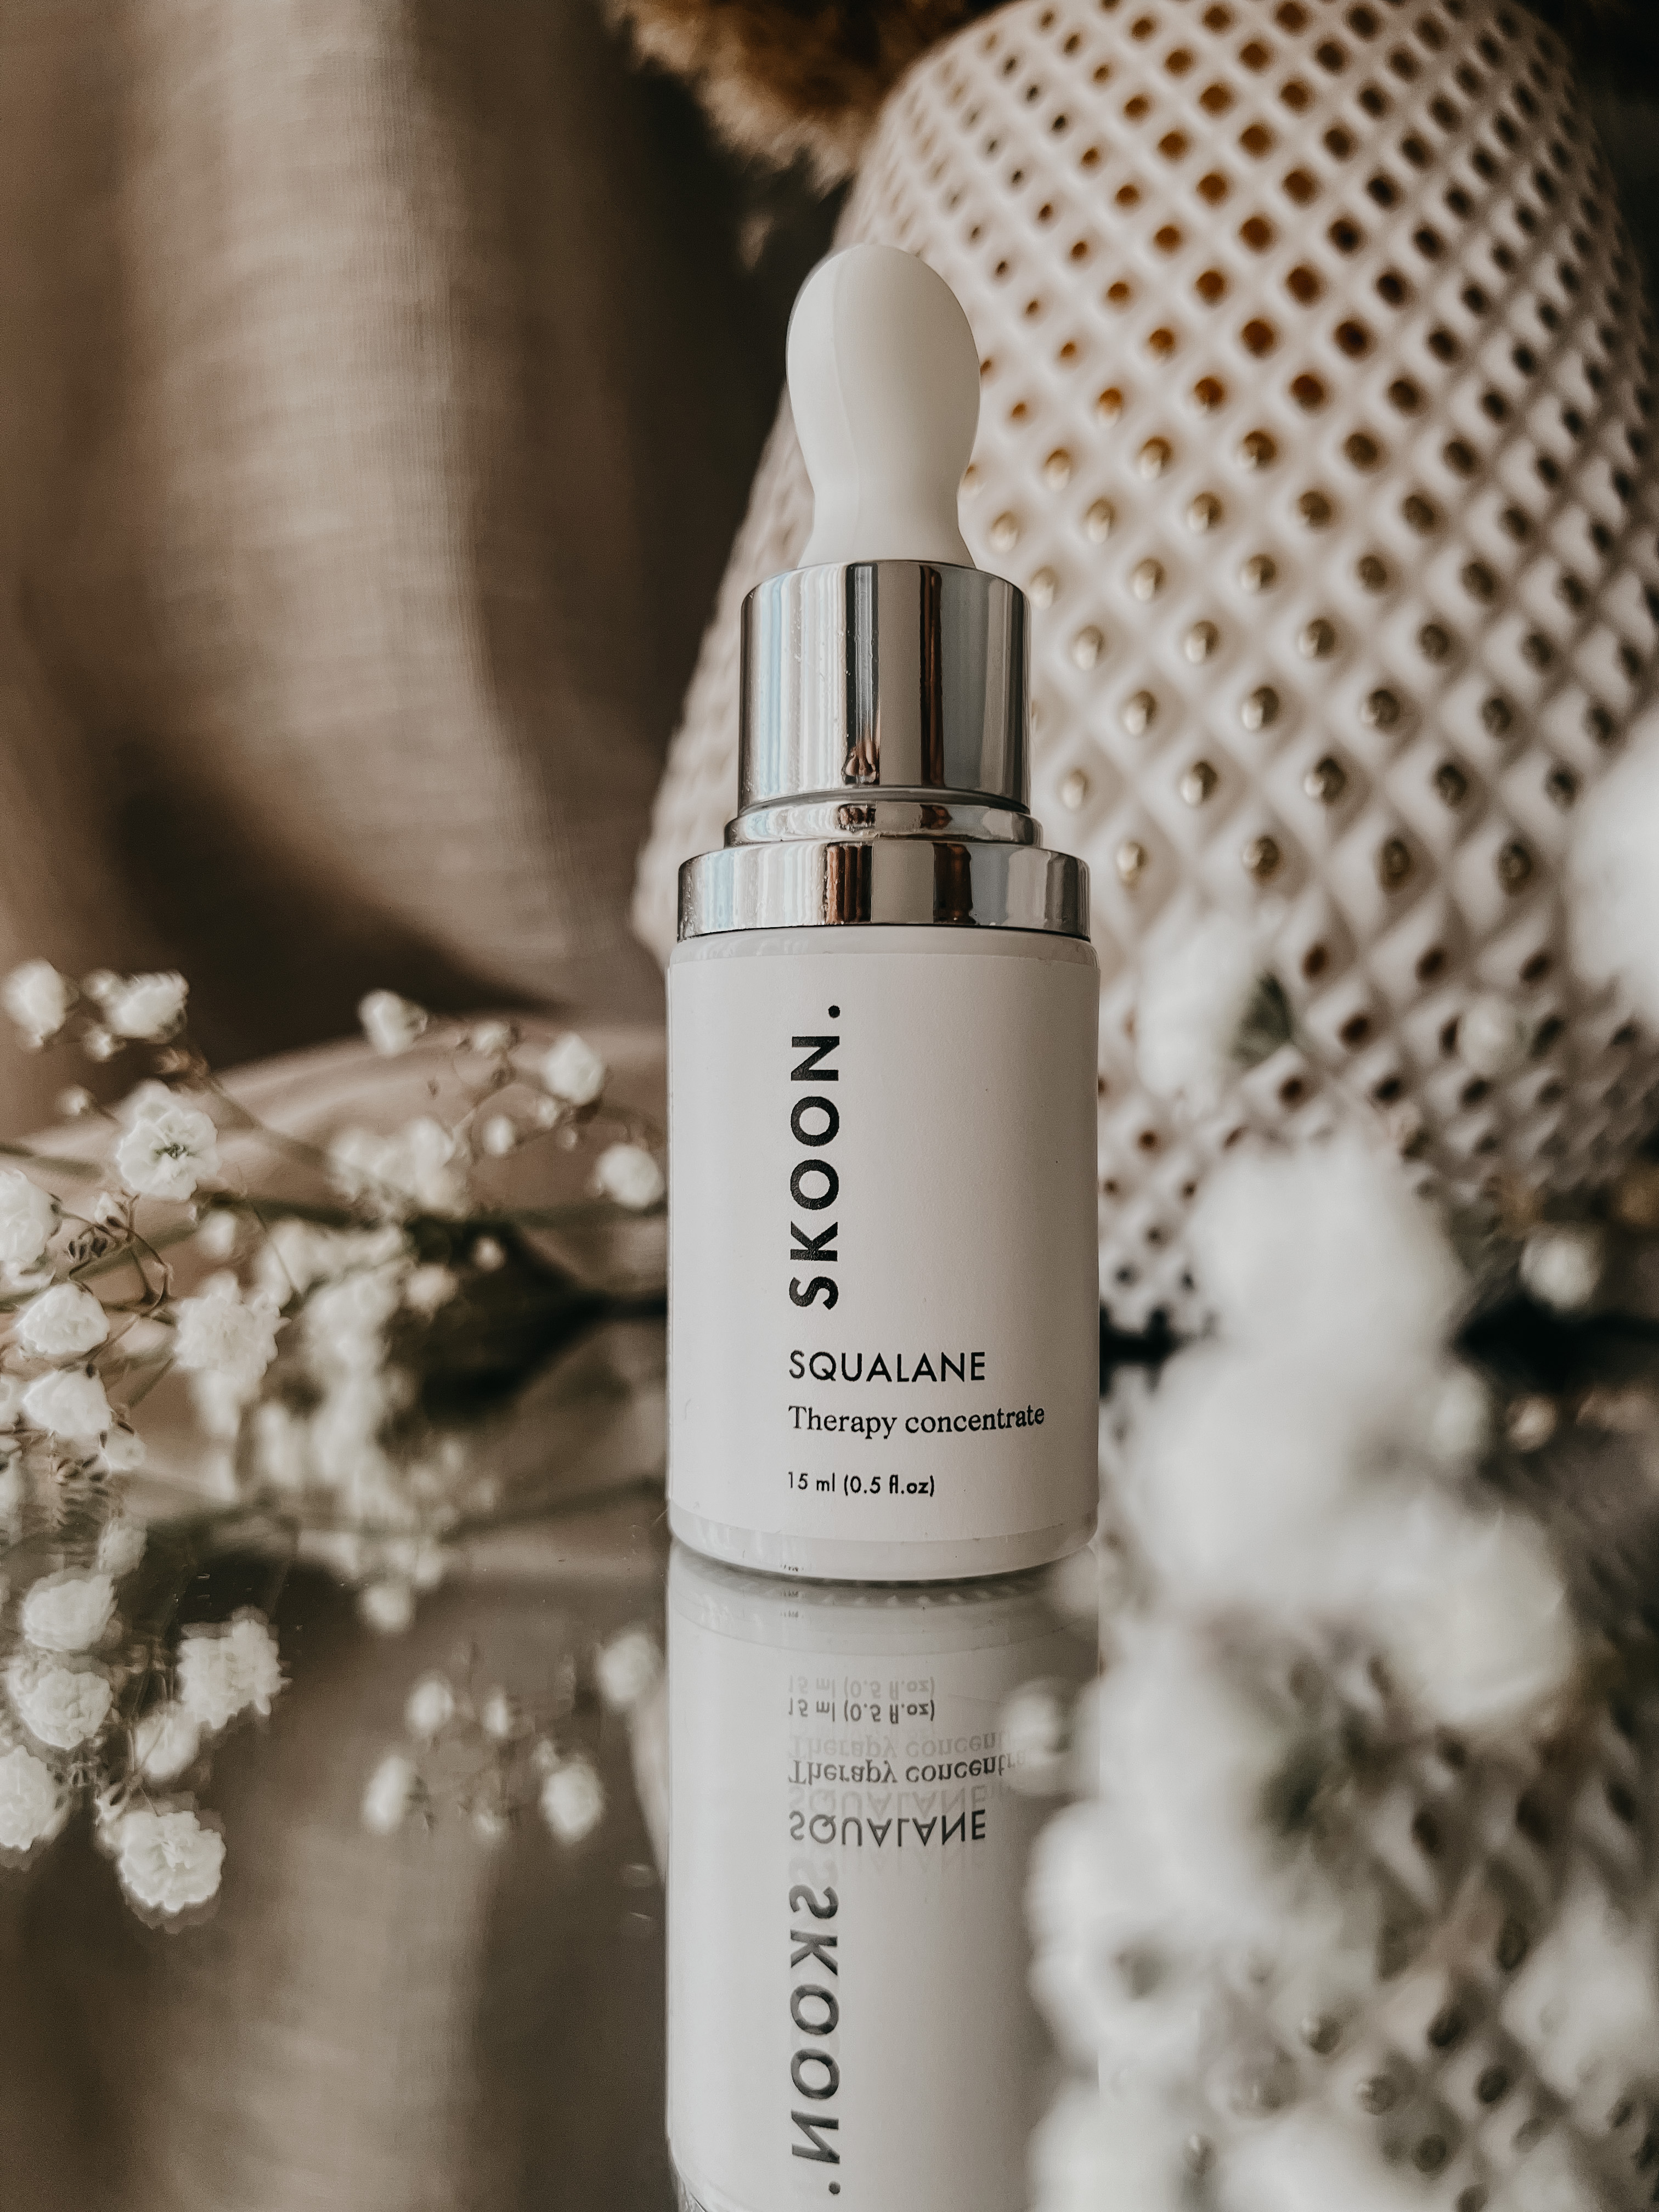 SKOON.
SQUALANE
Therapy concentrate
15 ml (0.5 fl.oz)